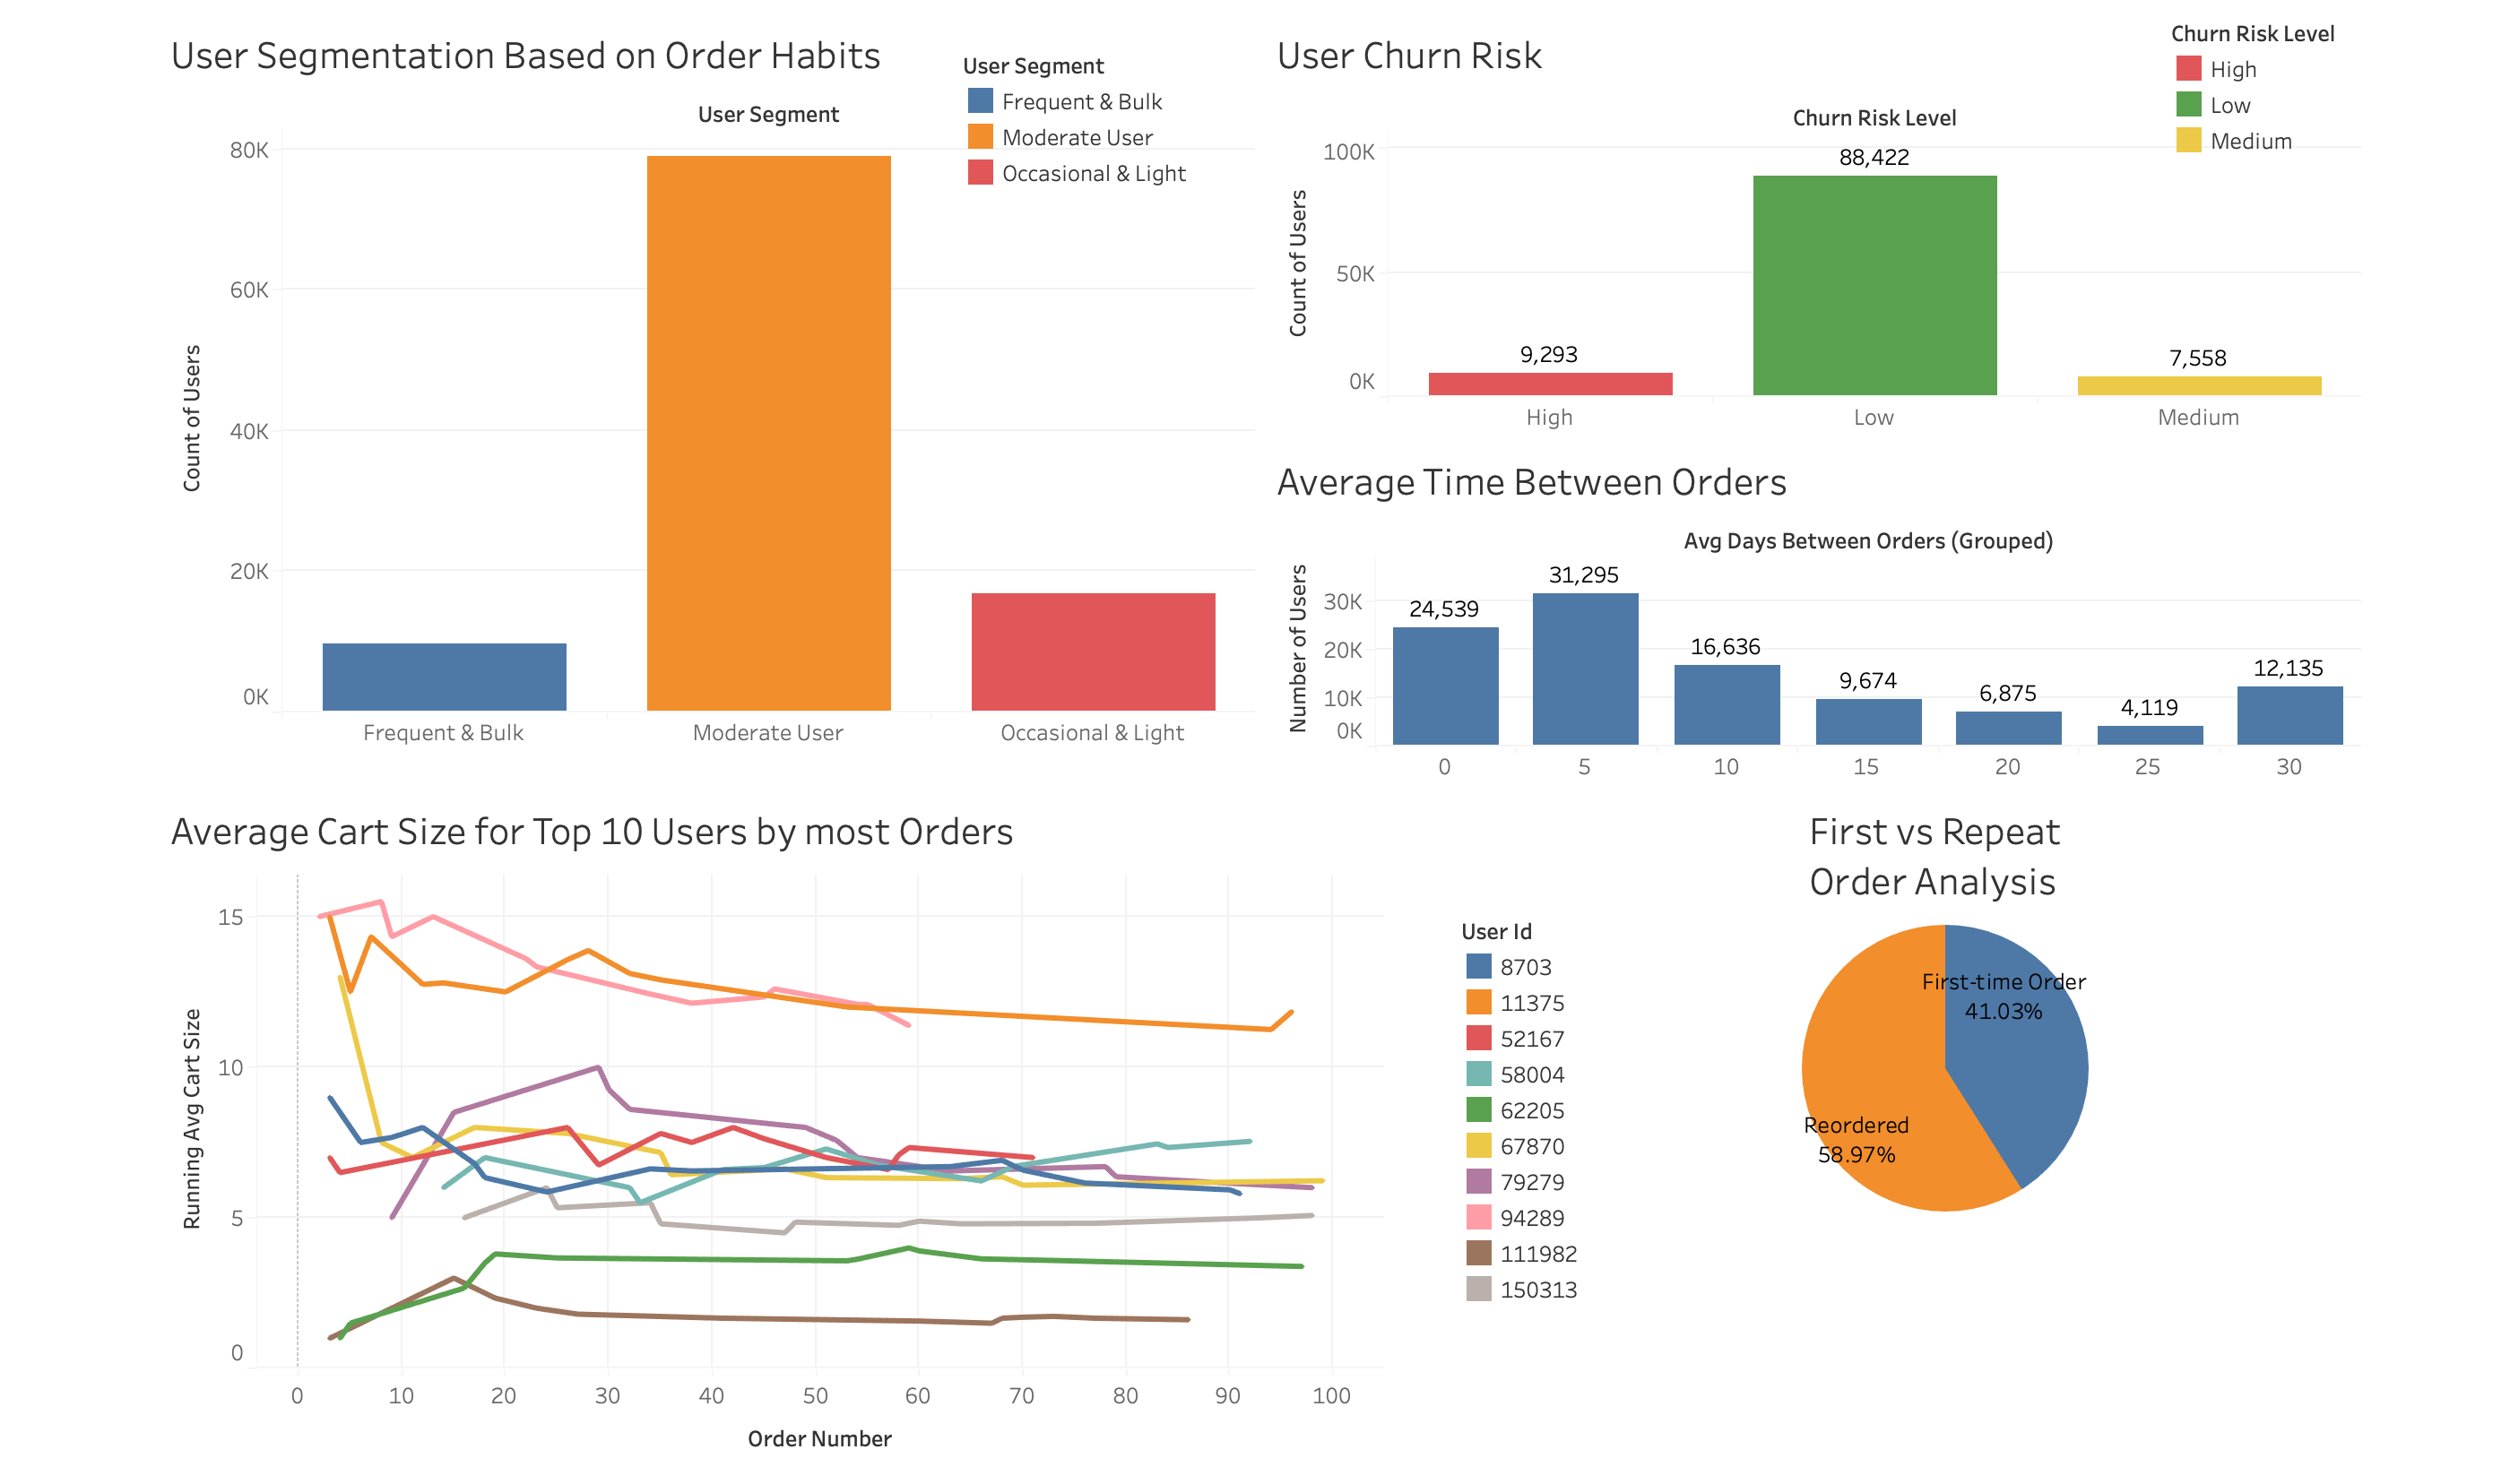 User Segmentation Based on Order Habits
User Segment
Frequent & Bulk
Moderate User
Occasional & Light
User Segment
80K
60K
40K
20K
0K
Count of Users
Frequent & Bulk
Moderate User
Occasional & Light
User Churn Risk
Churn Risk Level
High
Low
Medium
Churn Risk Level
100K
50K
0K
Count of Users
9,293
88,422
7,558
High
Low
Medium
Average Time Between Orders
Avg Days Between Orders (Grouped)
Number of Users
30K
20K
10K
0K
24,539
31,295
16,636
9,674
6,875
4,119
12,135
0
5
10
15
20
25
30
Average Cart Size for Top 10 Users by most Orders
Running Avg Cart Size
15
10
5
0
0
10
20
30
40
50
60
70
80
90
100
Order Number
User Id
8703
11375
52167
58004
62205
67870
79279
94289
111982
150313
First vs Repeat
Order Analysis
First-time Order
41.03%
Reordered
58.97%